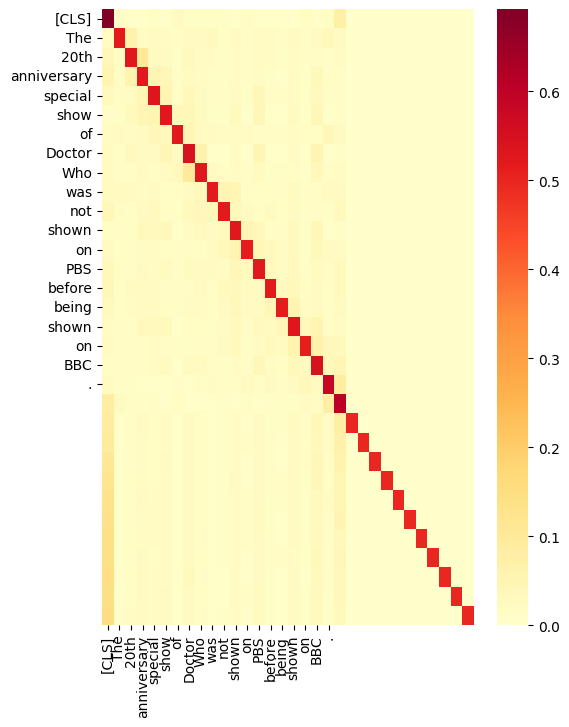 [CLS]
The
20th
anniversary
special
show
of
Doctor
Who
was
not
shown
on
PBS
before
being
shown
on
BBC
.
[CLS]
The
20th
anniversary
special
show
of
Doctor
Who
was
not
shown
on
PBS
before
being
shown
on
BBC
.
0.6
0.5
0.4
0.3
0.2
0.1
0.0